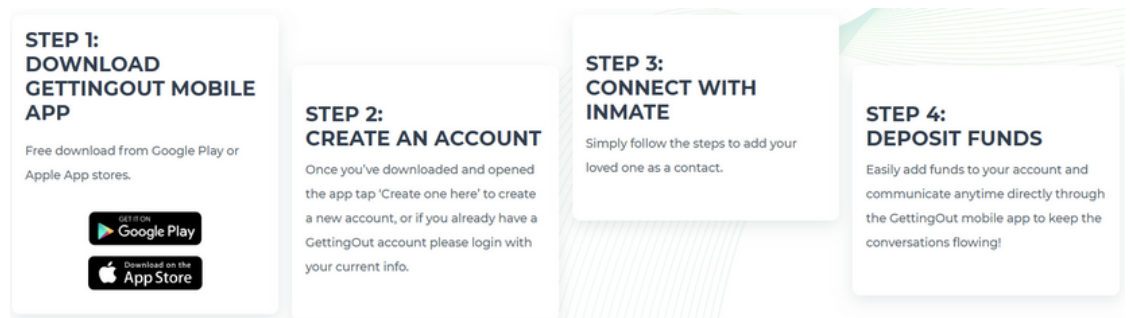 STEP 1:
DOWNLOAD
GETTINGOUT MOBILE
APP
Free download from Google Play or
Apple App stores.
GET IT ON
Google Play
Download on the
App Store
STEP 2:
CREATE AN ACCOUNT
Once you've downloaded and opened
the app tap 'Create one here' to create
a new account, or if you already have a
GettingOut account please login with
your current info.
STEP 3:
CONNECT WITH
INMATE
Simply follow the steps to add your
loved one as a contact.
STEP 4:
DEPOSIT FUNDS
Easily add funds to your account and
communicate anytime directly through
the GettingOut mobile app to keep the
conversations flowing!